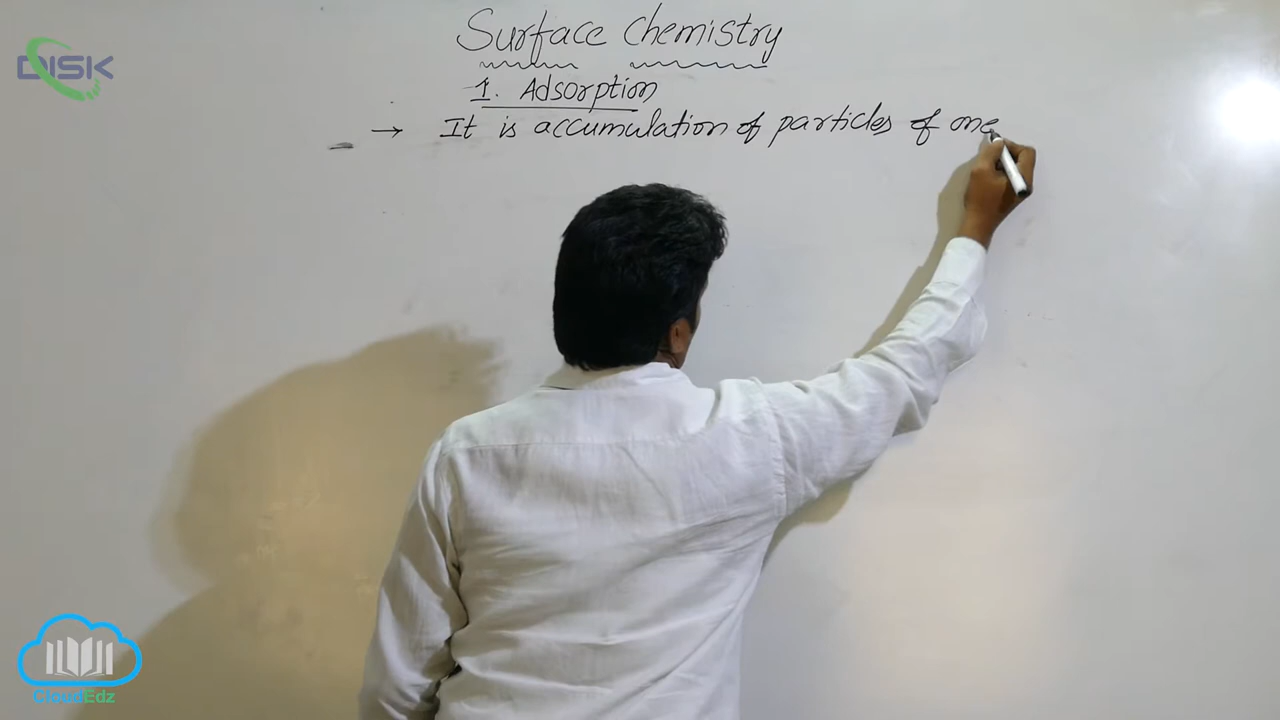 Surface Chemistry
DISK
1. Adsorption
→ It is accumulation of particles of one
CloudEdz